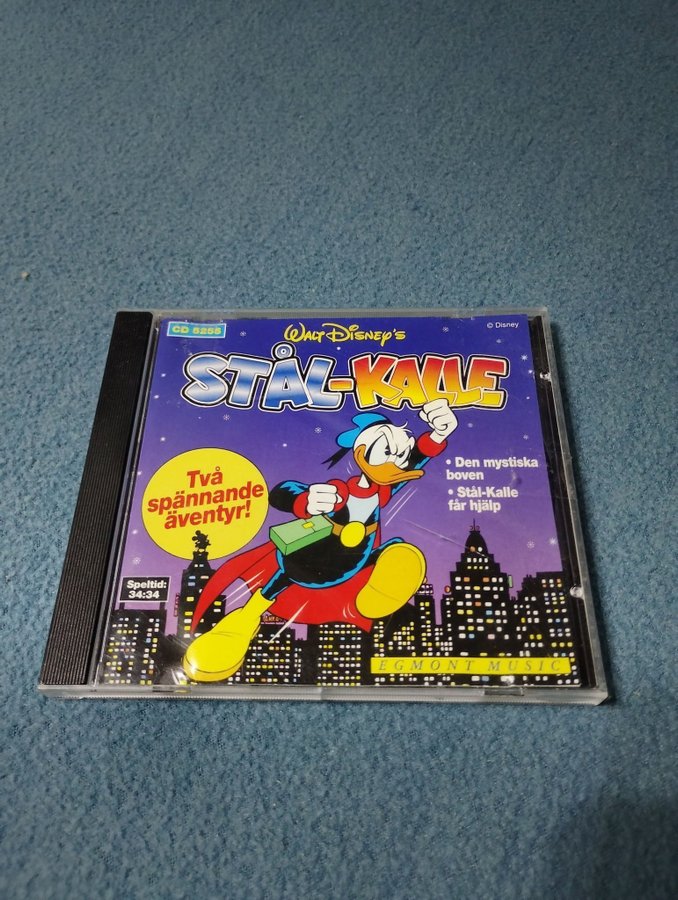 CD 5255
WALT DISNEY'S
© Disney
STÅL-KALLE
• Den mystiska
boven
• Stål-Kalle
får hjälp
Två
spännande
äventyr!
Speltid:
34:34
EGMONT MUSIC